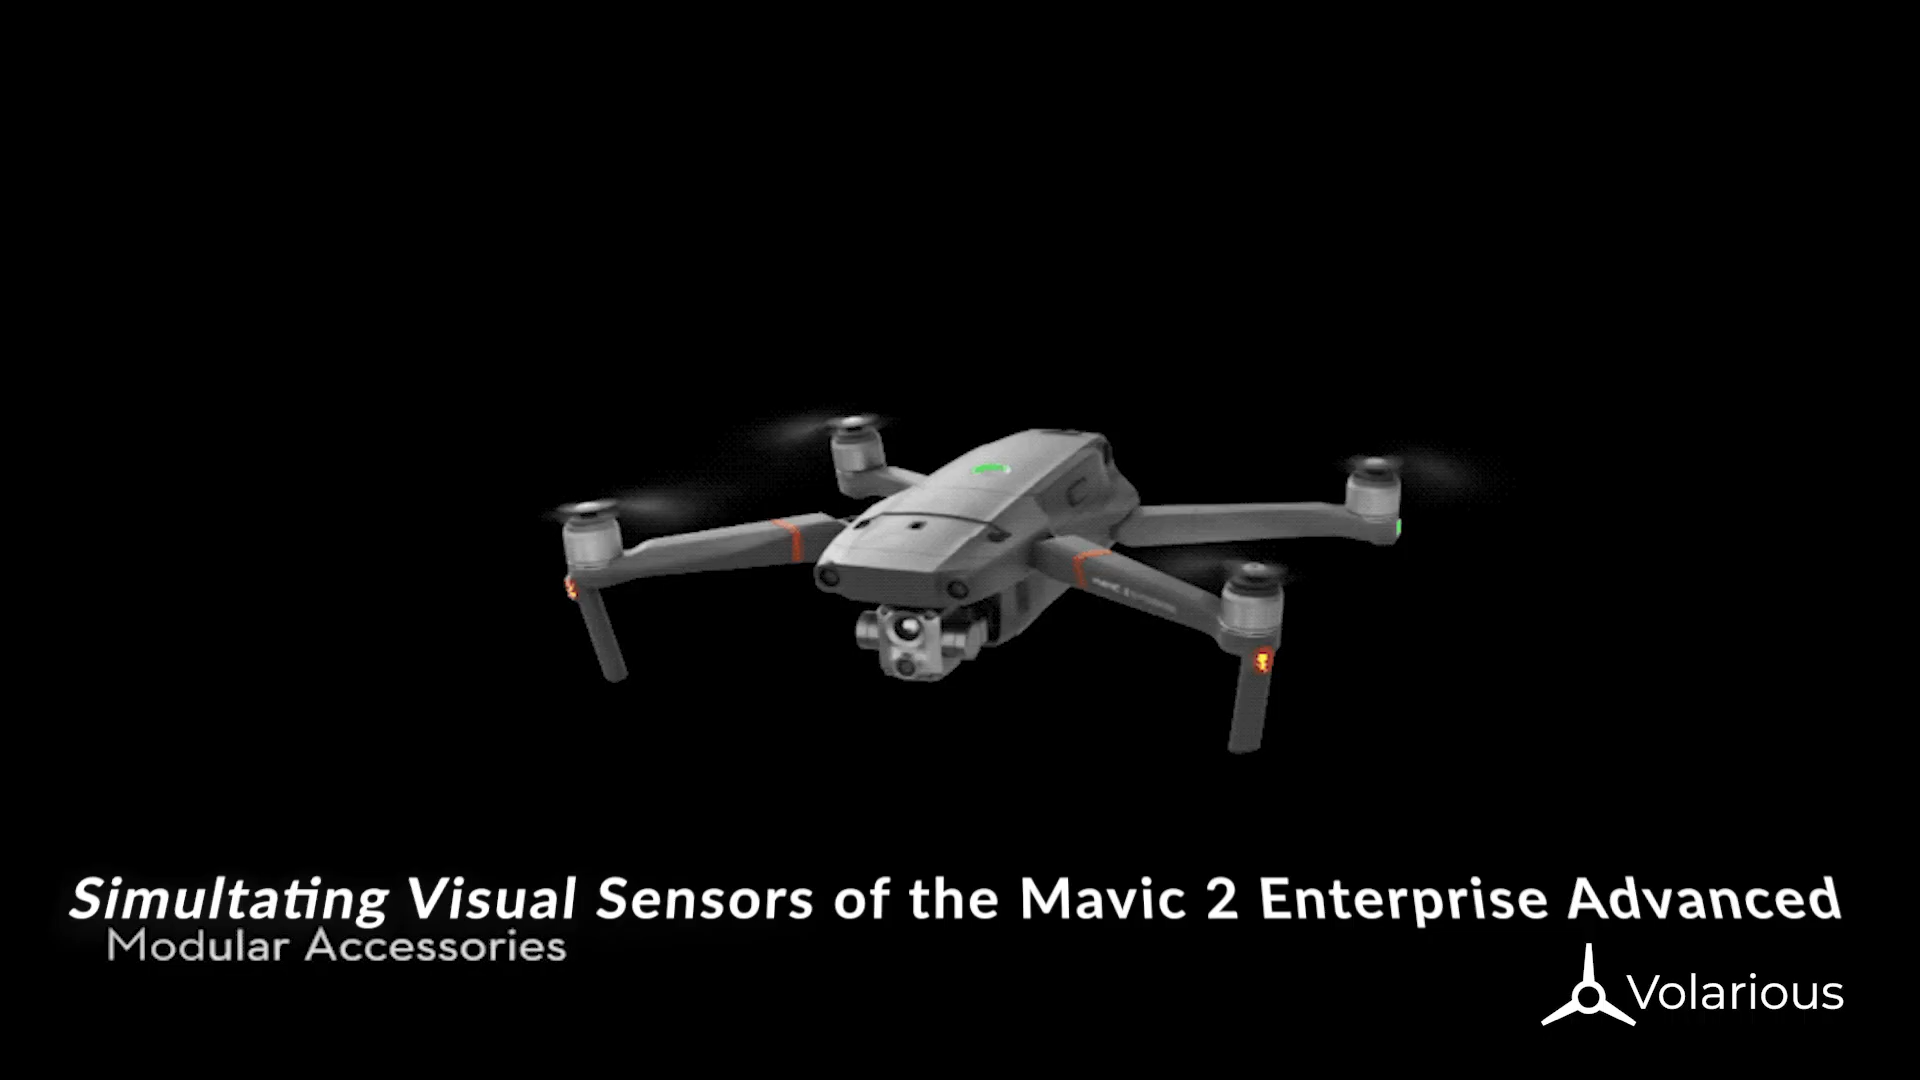 Simultating Visual Sensors of the Mavic 2 Enterprise Advanced
Modular Accessories
Volarious